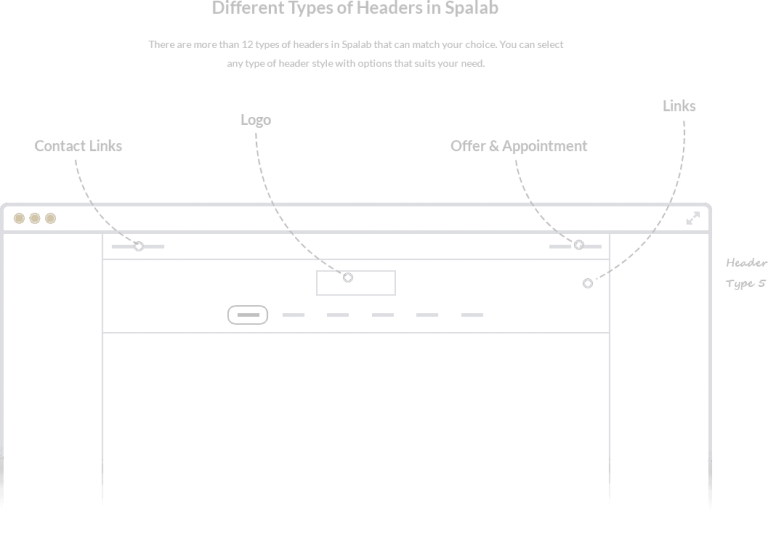 Different Types of Headers in Spalab
There are more than 12 types of headers in Spalab that can match your choice. You can select
any type of header style with options that suits your need.
Links
Logo
Contact Links
Offer & Appointment
Header
Type 5